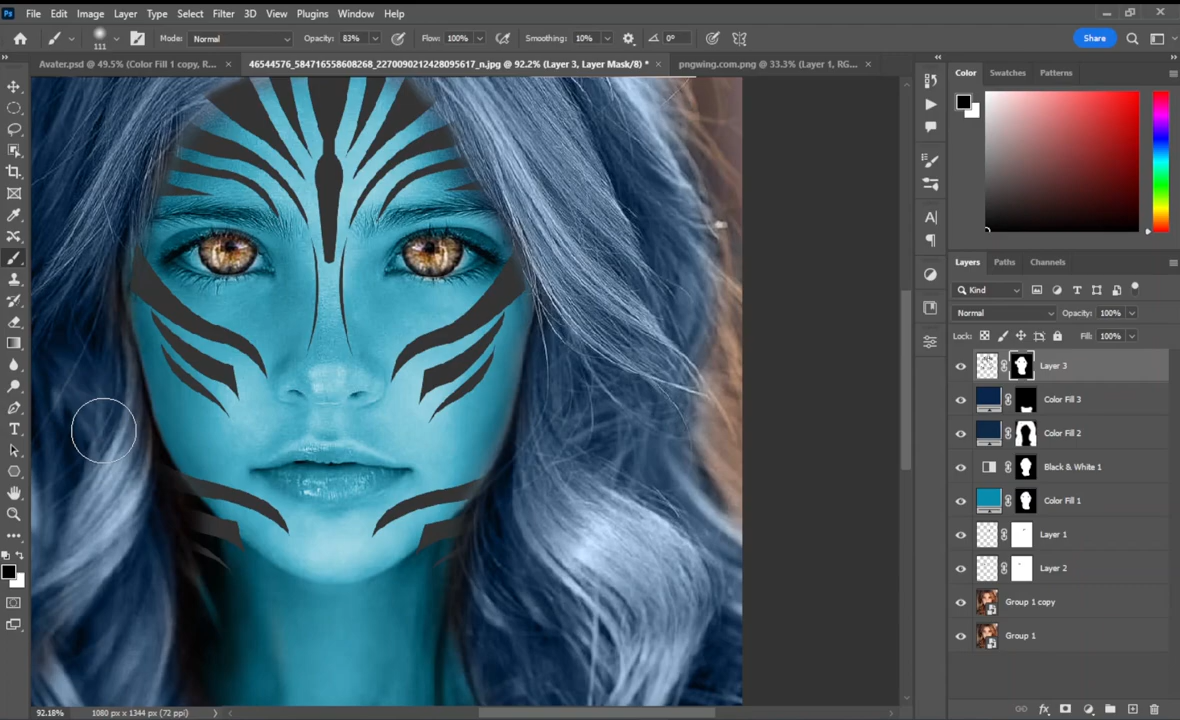 Ps File Edit Image Layer Type Select Filter 3D View Plugins Window Help
111 Mode: Normal Opacity: 83% Flow: 100% Smoothing: 10% 0° Share
Avater.psd @ 49.5% (Color Fill 1 copy, R... × 46544576_584716558608268_2270090212428095617_n.jpg @ 92.2% (Layer 3, Layer Mask/8) * × pngwing.com.png @ 33.3% (Layer 1, RG... ×
Color Swatches Patterns
Layers Paths Channels
Kind
Normal Opacity: 100%
Lock: Fill: 100%
Layer 3
Color Fill 3
Color Fill 2
Black & White 1
Color Fill 1
Layer 1
Layer 2
Group 1 copy
Group 1
92.18% 1080 px x 1344 px (72 ppi)